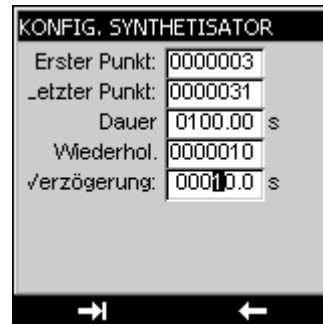 KONFIG. SYNTHETISATOR
Erster Punkt: 0000003
Letzter Punkt: 0000031
Dauer 0100.00 s
Wiederhol. 0000010
Verzögerung: 00010.0 s